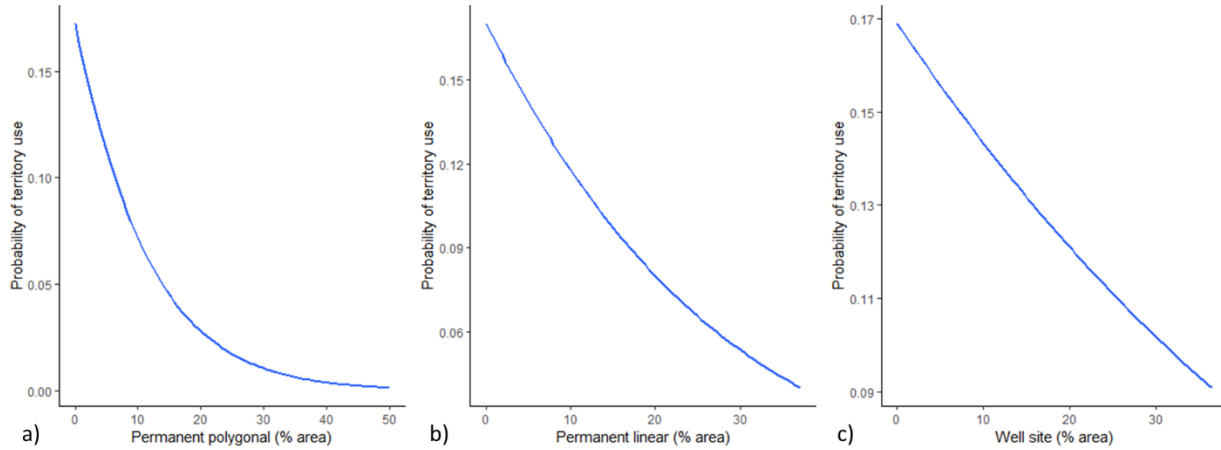 Probability of territory use
0.15
0.10
0.05
0.00
0 10 20 30 40 50
a) Permanent polygonal (% area)
Probability of territory use
0.15
0.12
0.09
0.06
0 10 20 30
b) Permanent linear (% area)
Probability of territory use
0.17
0.15
0.13
0.11
0.09
0 10 20 30
c) Well site (% area)